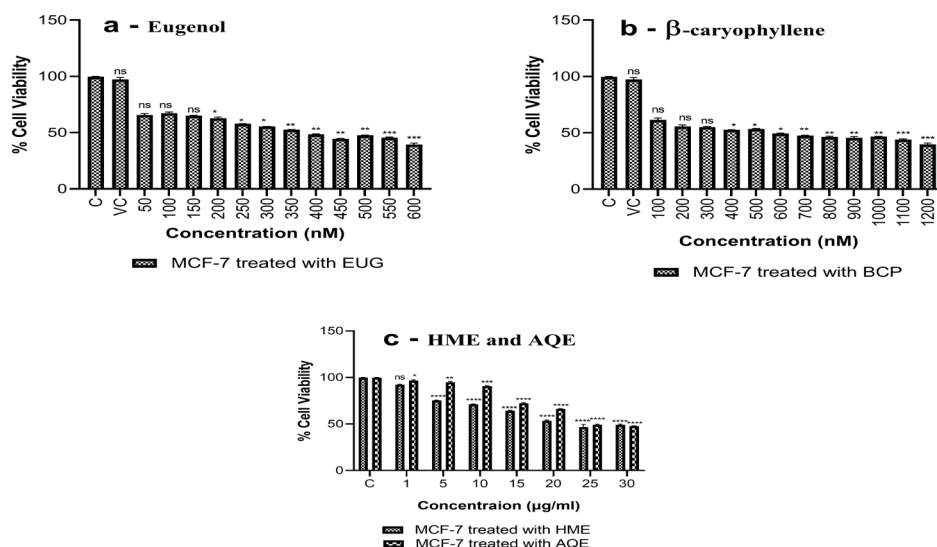 a - Eugenol
150
100
50
0
% Cell Viability
ns
ns ns ns * * * ** ** ** ** *** ***
C VC 50 100 150 200 250 300 350 400 450 500 550 600
Concentration (nM)
MCF-7 treated with EUG
b - β-caryophyllene
150
100
50
0
% Cell Viability
ns
ns ns ns * * * ** ** ** ** *** ***
C VC 100 200 300 400 500 600 700 800 900 1000 1100 1200
Concentration (nM)
MCF-7 treated with BCP
c - HME and AQE
150
100
50
0
% Cell Viability
ns * **** ** **** *** **** **** **** **** **** **** **** ****
C 1 5 10 15 20 25 30
Concentraion (µg/ml)
MCF-7 treated with HME
MCF-7 treated with AQE